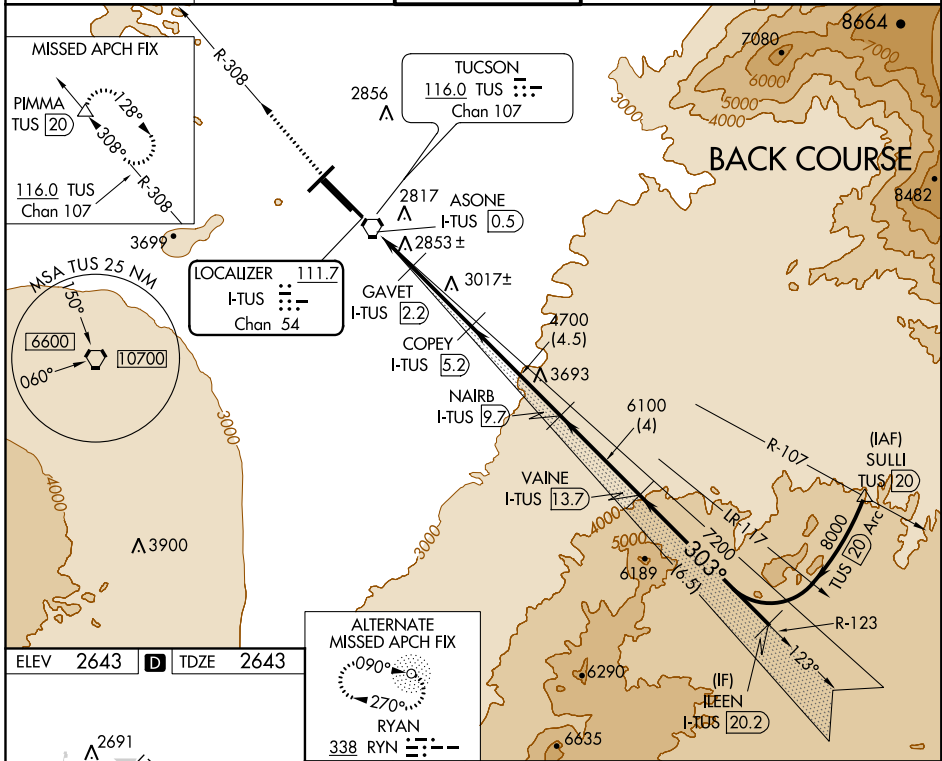 MISSED APCH FIX
PIMMA
TUS 20
128°
308°
R-308
116.0 TUS
Chan 107
R-308
2856
TUCSON
116.0 TUS
Chan 107
8664
7080
7000
6000
5000
4000
3000
BACK COURSE
8482
3699
2817
ASONE
I-TUS 0.5
2853 ±
3017±
LOCALIZER 111.7
I-TUS
Chan 54
GAVET
I-TUS 2.2
COPEY
I-TUS 5.2
4700
(4.5)
3693
NAIRB
I-TUS 9.7
6100
(4)
VAINE
I-TUS 13.7
MSA TUS 25 NM
150°
6600
10700
060°
3000
4000
3900
3000
R-107
(IAF)
SULLI
TUS 20
LR-117
8000
TUS 20 Arc
7200
303°
(6.5)
4000
5000
6189
R-123
123°
(IF)
ILEEN
I-TUS 20.2
6290
6635
ALTERNATE
MISSED APCH FIX
090°
270°
RYAN
338 RYN
ELEV 2643 D TDZE 2643
2691